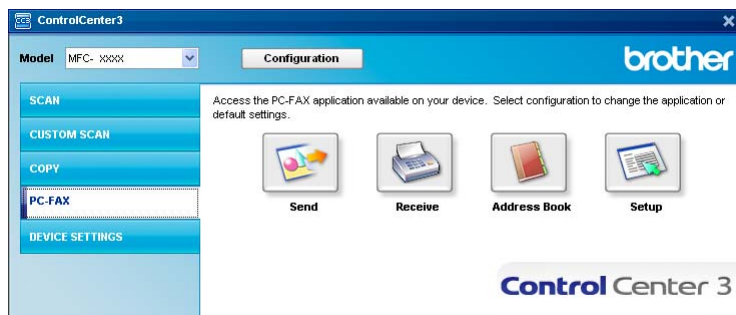 CC3 ControlCenter3
Model MFC- XXXX Configuration brother
SCAN
CUSTOM SCAN
COPY
PC-FAX
DEVICE SETTINGS
Access the PC-FAX application available on your device. Select configuration to change the application or
default settings.
Send Receive Address Book Setup
Control Center 3